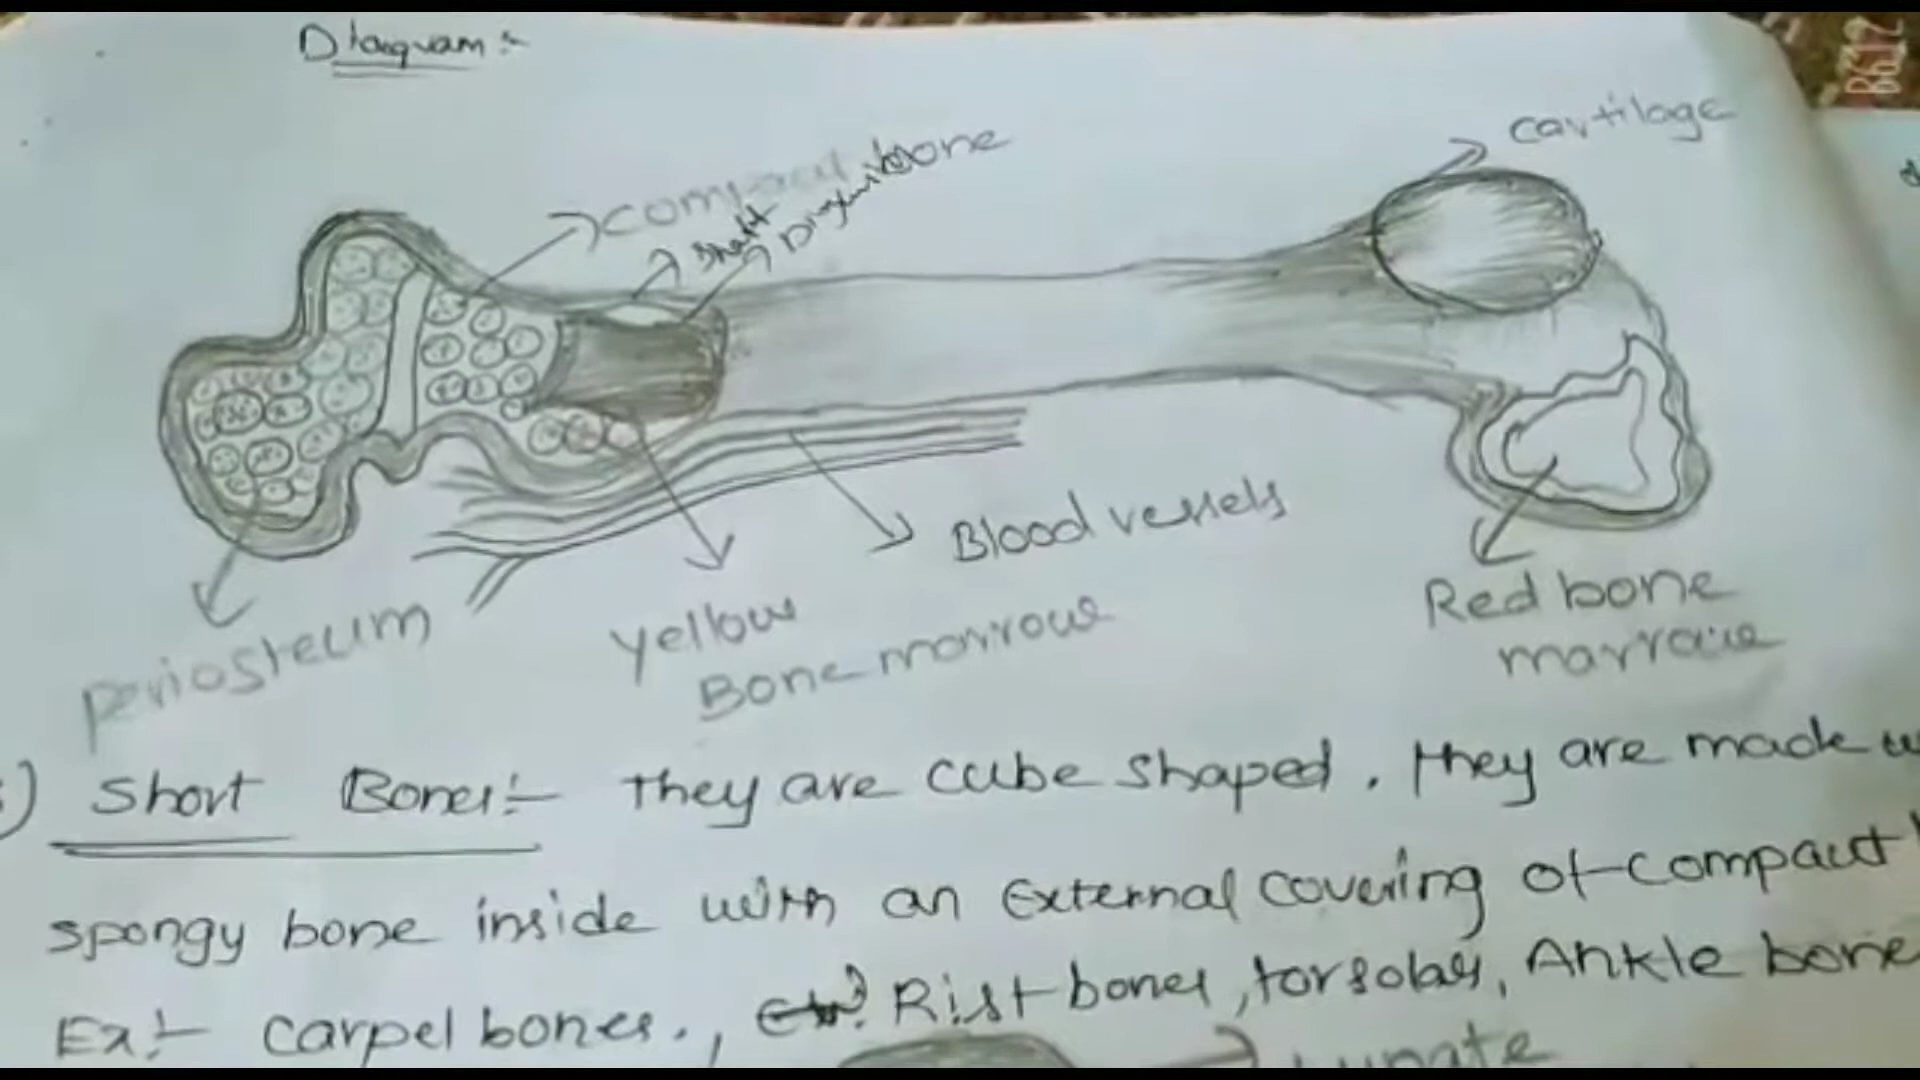 Diagram :-
cartilage
compact bone
shaft
periosteum
Yellow
Bone marrow
Blood vessels
Red bone
marrow
) Short Bones :- They are cube shaped. They are made
spongy bone inside with an External covering of compact
Ex :- carpel bones., Rist bones, Ankle bone
Lunate
B612